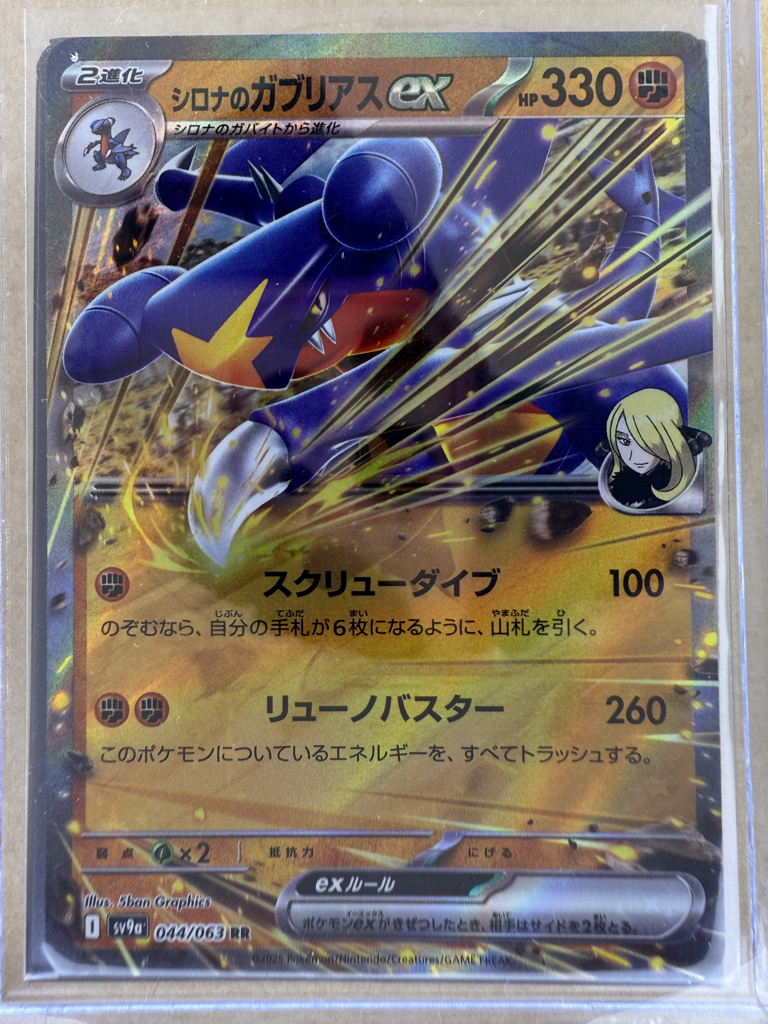 2進化
シロナのガブリアスex
HP 330
シロナのガバイトから進化
スクリューダイブ 100
のぞむなら、自分の手札が6枚になるように、山札を引く。
リューノバスター 260
このポケモンについているエネルギーを、すべてトラッシュする。
弱点 ×2 抵抗力 にげる
exルール
ポケモンexがきぜつしたとき、相手はサイドを2枚とる。
Illus. 5ban Graphics
I sv9a 044/063 RR
©2025 Pokémon/Nintendo/Creatures/GAME FREAK.